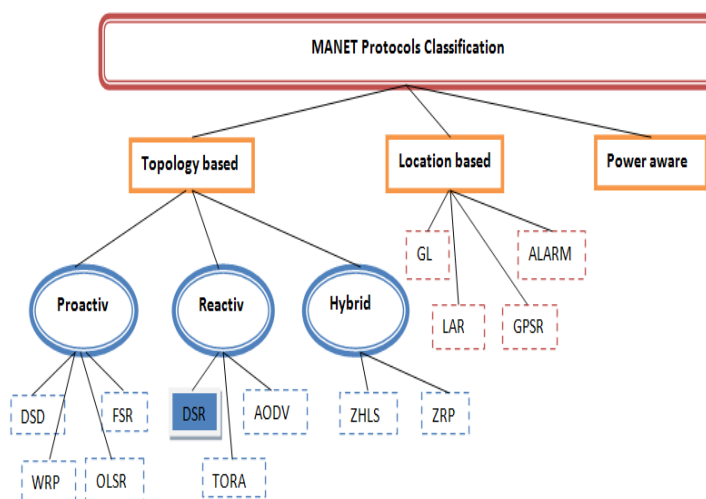 MANET Protocols Classification
Topology based
Location based
Power aware
GL
ALARM
LAR
GPSR
Proactiv
Reactiv
Hybrid
DSD
FSR
DSR
AODV
ZHLS
ZRP
WRP
OLSR
TORA